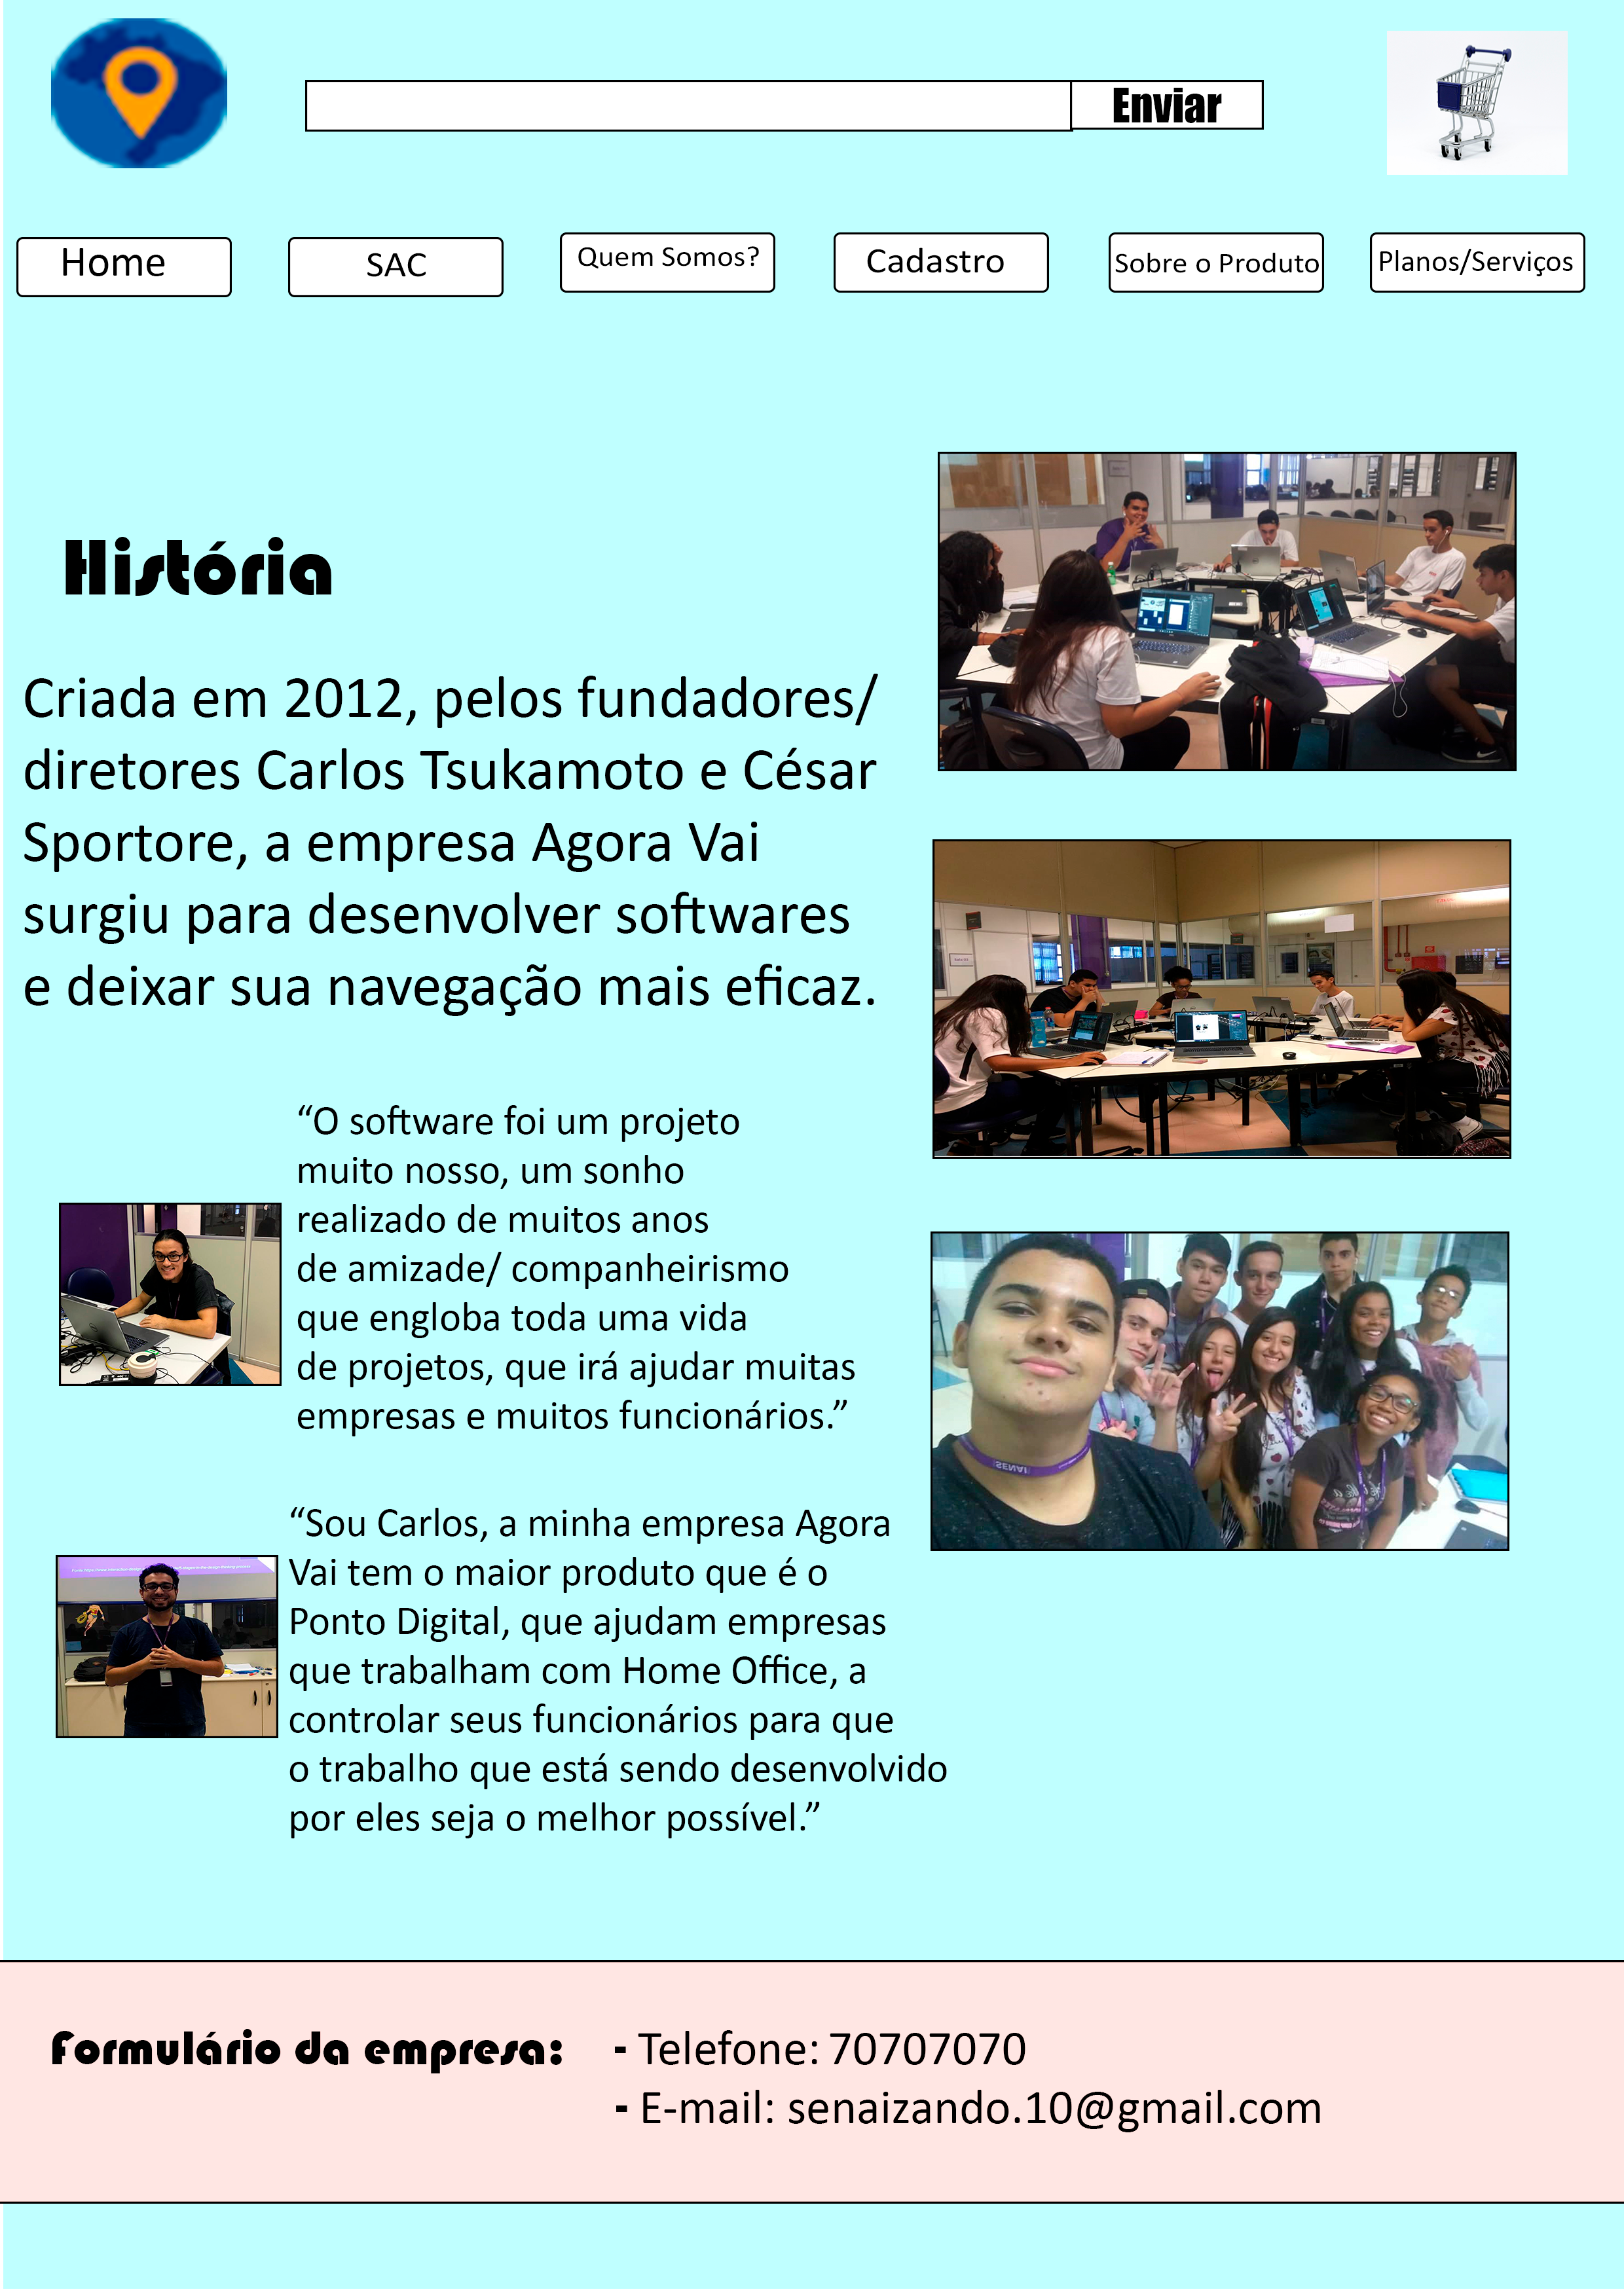 Enviar
Home
SAC
Quem Somos?
Cadastro
Sobre o Produto
Planos/Serviços
História
Criada em 2012, pelos fundadores/
diretores Carlos Tsukamoto e César
Sportore, a empresa Agora Vai
surgiu para desenvolver softwares
e deixar sua navegação mais eficaz.
“O software foi um projeto
muito nosso, um sonho
realizado de muitos anos
de amizade/ companheirismo
que engloba toda uma vida
de projetos, que irá ajudar muitas
empresas e muitos funcionários.”
“Sou Carlos, a minha empresa Agora
Vai tem o maior produto que é o
Ponto Digital, que ajudam empresas
que trabalham com Home Office, a
controlar seus funcionários para que
o trabalho que está sendo desenvolvido
por eles seja o melhor possível.”
SENAI
Formulário da empresa:
- Telefone: 70707070
- E-mail: senaizando.10@gmail.com